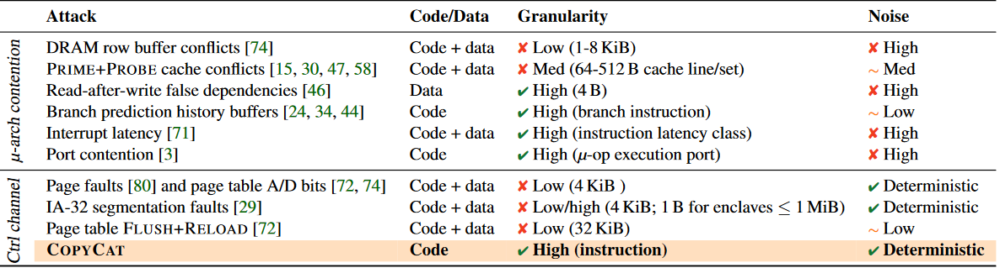 Attack Code/Data Granularity Noise
μ-arch contention
DRAM row buffer conflicts [74] Code + data ✘ Low (1-8 KiB) ✘ High
PRIME+PROBE cache conflicts [15, 30, 47, 58] Code + data ✘ Med (64-512 B cache line/set) ~ Med
Read-after-write false dependencies [46] Data ✔ High (4 B) ✘ High
Branch prediction history buffers [24, 34, 44] Code ✔ High (branch instruction) ~ Low
Interrupt latency [71] Code + data ✔ High (instruction latency class) ✘ High
Port contention [3] Code ✔ High (μ-op execution port) ✘ High
Ctrl channel
Page faults [80] and page table A/D bits [72, 74] Code + data ✘ Low (4 KiB ) ✔ Deterministic
IA-32 segmentation faults [29] Code + data ✘ Low/high (4 KiB; 1 B for enclaves ≤ 1 MiB) ✔ Deterministic
Page table FLUSH+RELOAD [72] Code + data ✘ Low (32 KiB) ~ Low
COPYCAT Code ✔ High (instruction) ✔ Deterministic